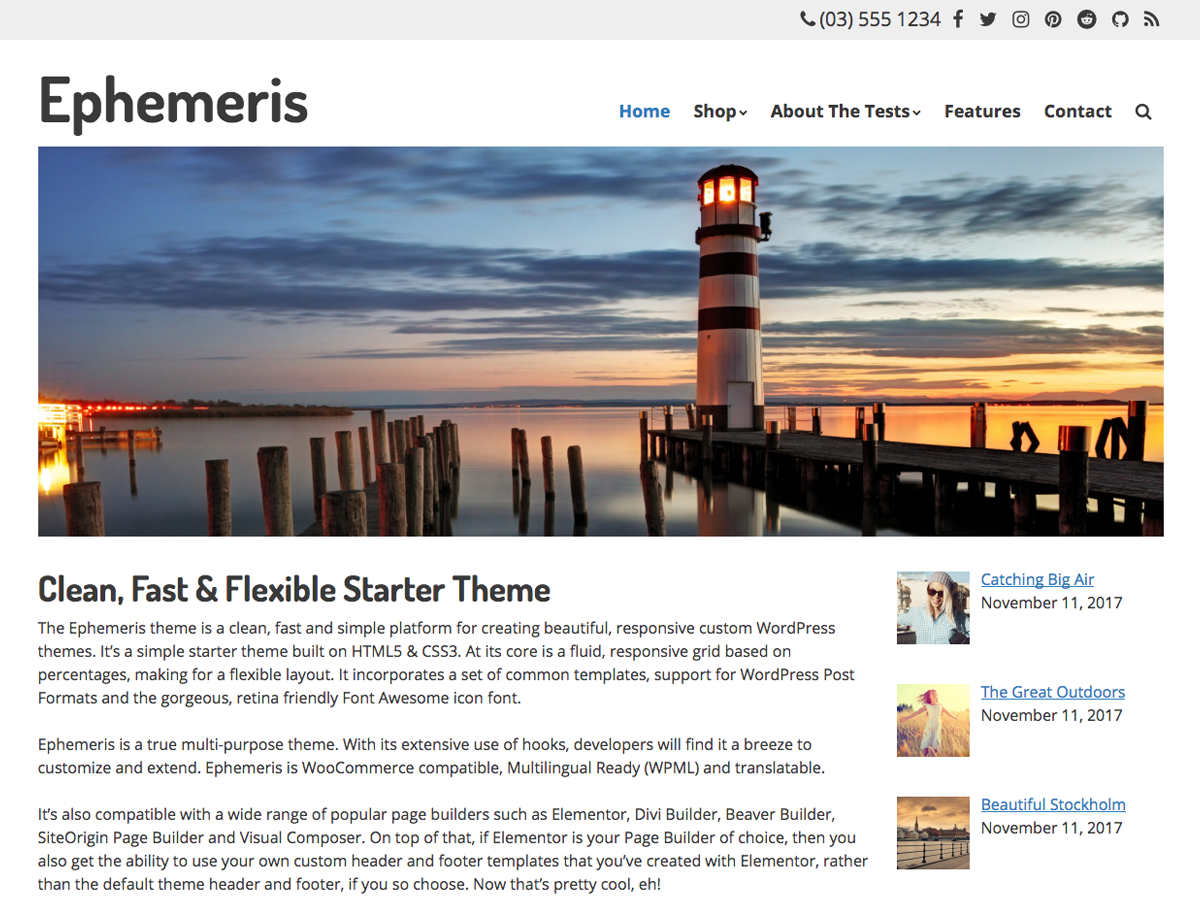 (03) 555 1234
Ephemeris
Home Shop About The Tests Features Contact
Clean, Fast & Flexible Starter Theme
The Ephemeris theme is a clean, fast and simple platform for creating beautiful, responsive custom WordPress
themes. It’s a simple starter theme built on HTML5 & CSS3. At its core is a fluid, responsive grid based on
percentages, making for a flexible layout. It incorporates a set of common templates, support for WordPress Post
Formats and the gorgeous, retina friendly Font Awesome icon font.
Ephemeris is a true multi-purpose theme. With its extensive use of hooks, developers will find it a breeze to
customize and extend. Ephemeris is WooCommerce compatible, Multilingual Ready (WPML) and translatable.
It’s also compatible with a wide range of popular page builders such as Elementor, Divi Builder, Beaver Builder,
SiteOrigin Page Builder and Visual Composer. On top of that, if Elementor is your Page Builder of choice, then you
also get the ability to use your own custom header and footer templates that you’ve created with Elementor, rather
than the default theme header and footer, if you so choose. Now that’s pretty cool, eh!
Catching Big Air
November 11, 2017
The Great Outdoors
November 11, 2017
Beautiful Stockholm
November 11, 2017